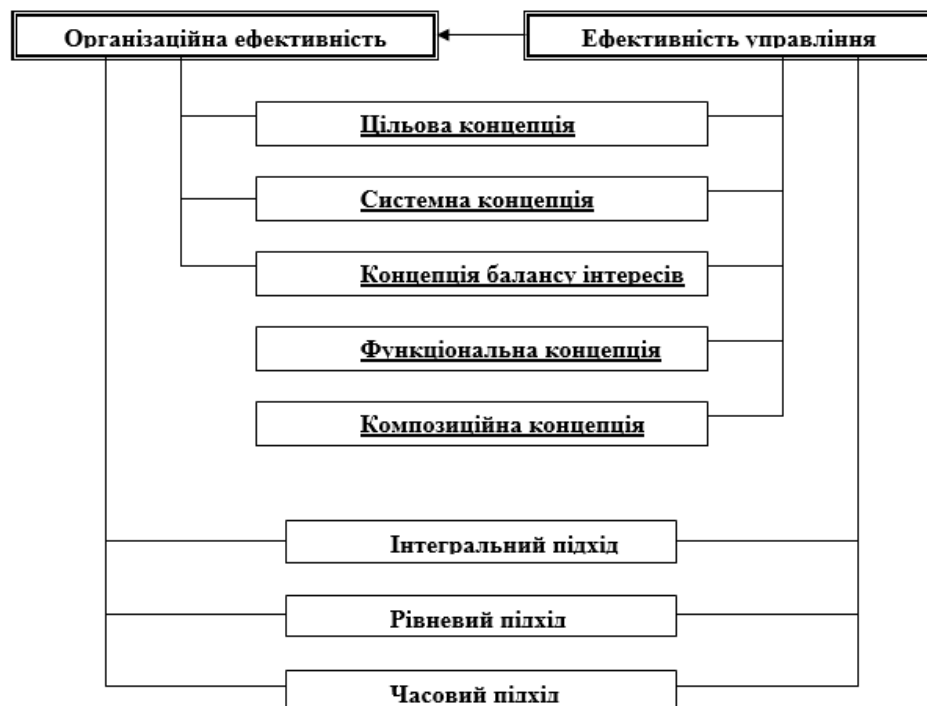 Організаційна ефективність
Ефективність управління
Цільова концепція
Системна концепція
Концепція балансу інтересів
Функціональна концепція
Композиційна концепція
Інтегральний підхід
Рівневий підхід
Часовий підхід